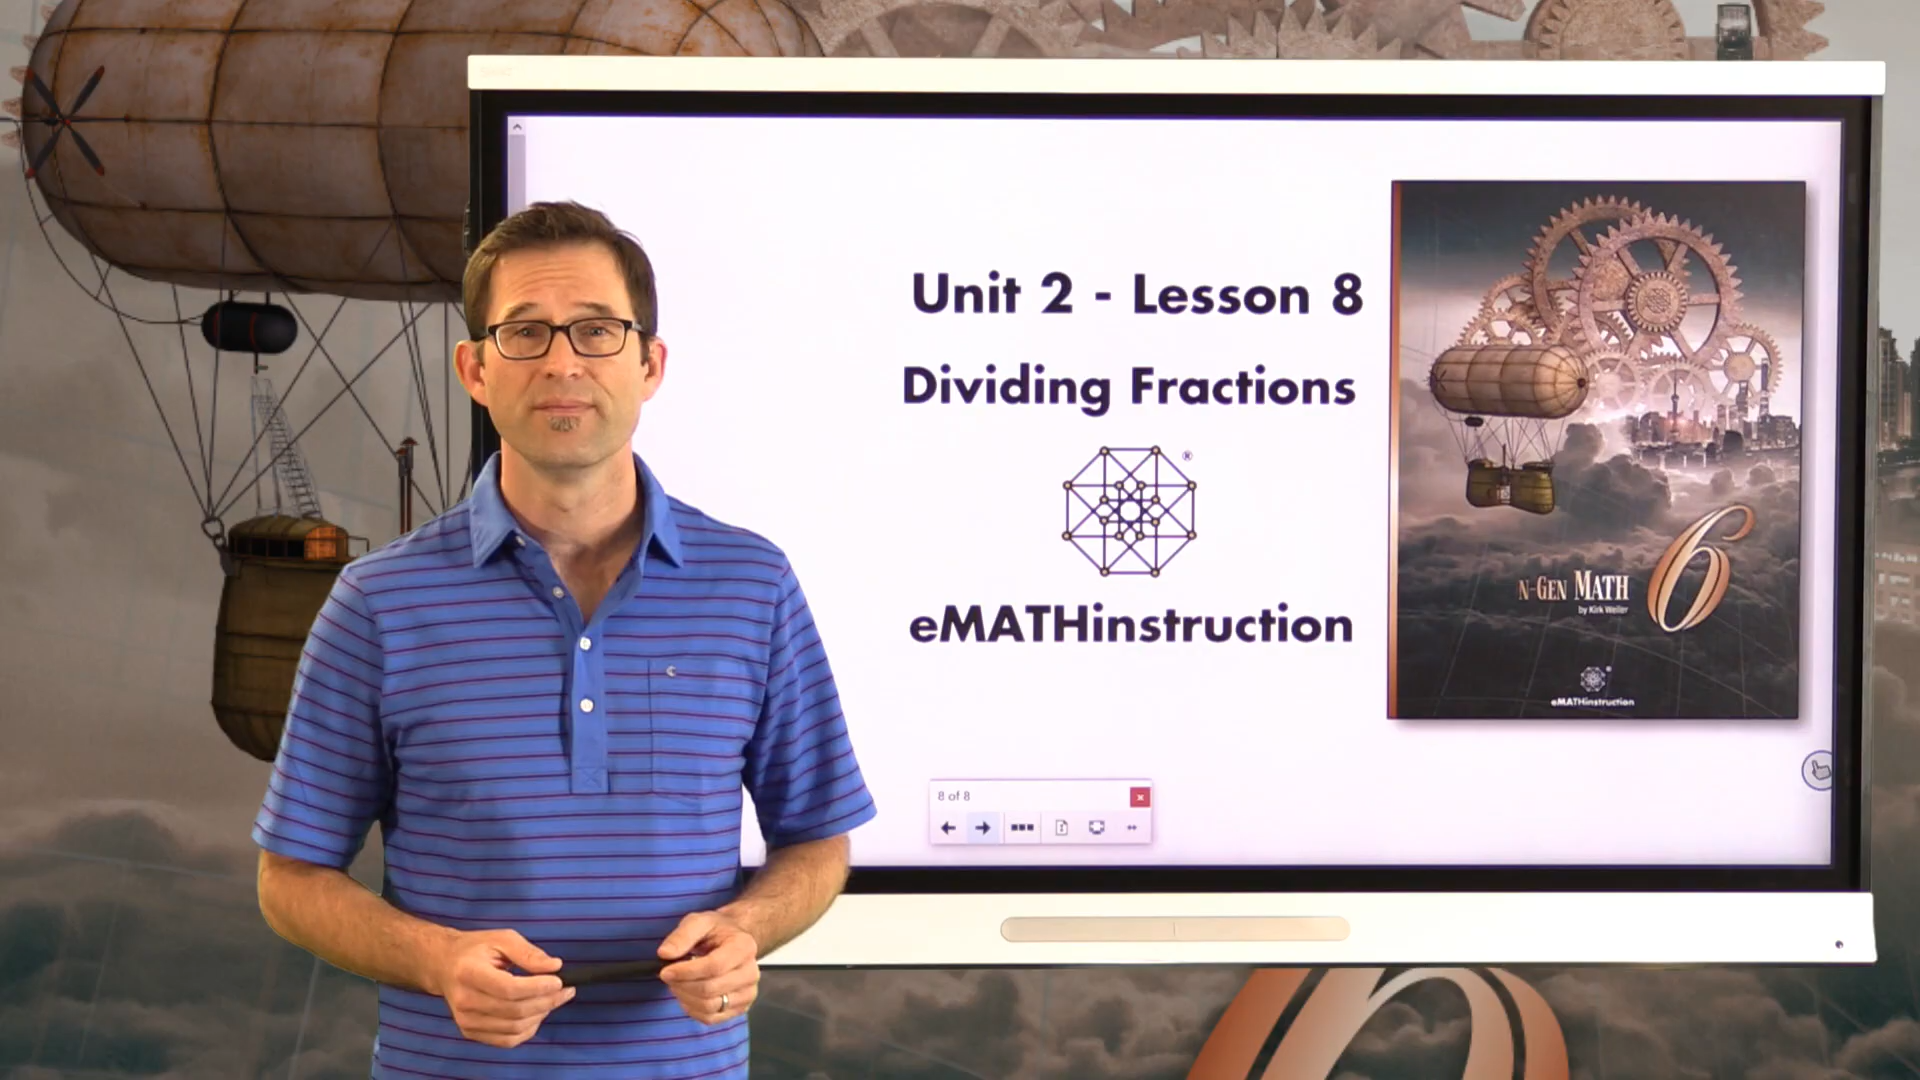 Unit 2 - Lesson 8
Dividing Fractions
®
eMATHinstruction
8 of 8
N-GEN MATH 6
by Kirk Weiler
eMATHinstruction